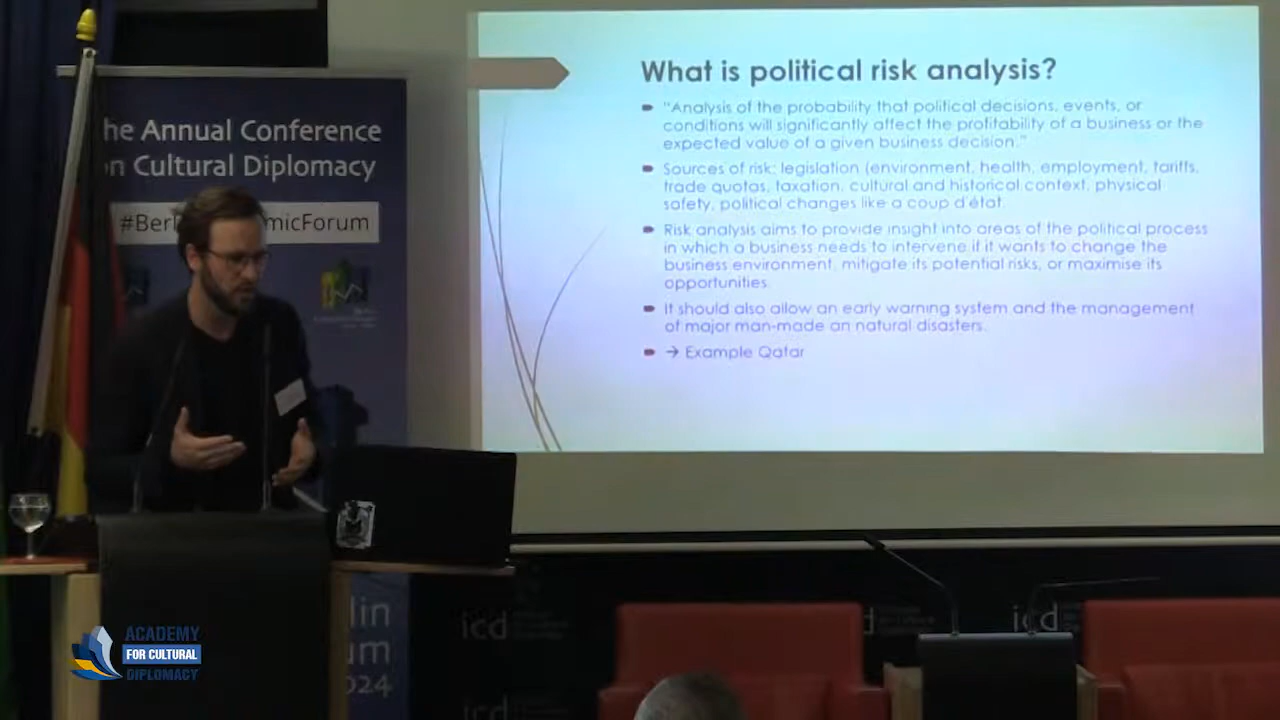 he Annual Conference
n Cultural Diplomacy
#Berl micForum
What is political risk analysis?
"Analysis of the probability that political decisions, events, or
conditions will significantly affect the profitability of a business or the
expected value of a given business decision."
Sources of risk: legislation (environment, health, employment, tariffs,
trade quotas, taxation, cultural and historical context, physical
safety, political changes like a coup d'état.
Risk analysis aims to provide insight into areas of the political process
in which a business needs to intervene if it wants to change the
business environment, mitigate its potential risks, or maximise its
opportunities.
It should also allow an early warning system and the management
of major man-made an natural disasters.
→ Example Qatar
lin
um
024
icd
icd
icd
ACADEMY
FOR CULTURAL
DIPLOMACY